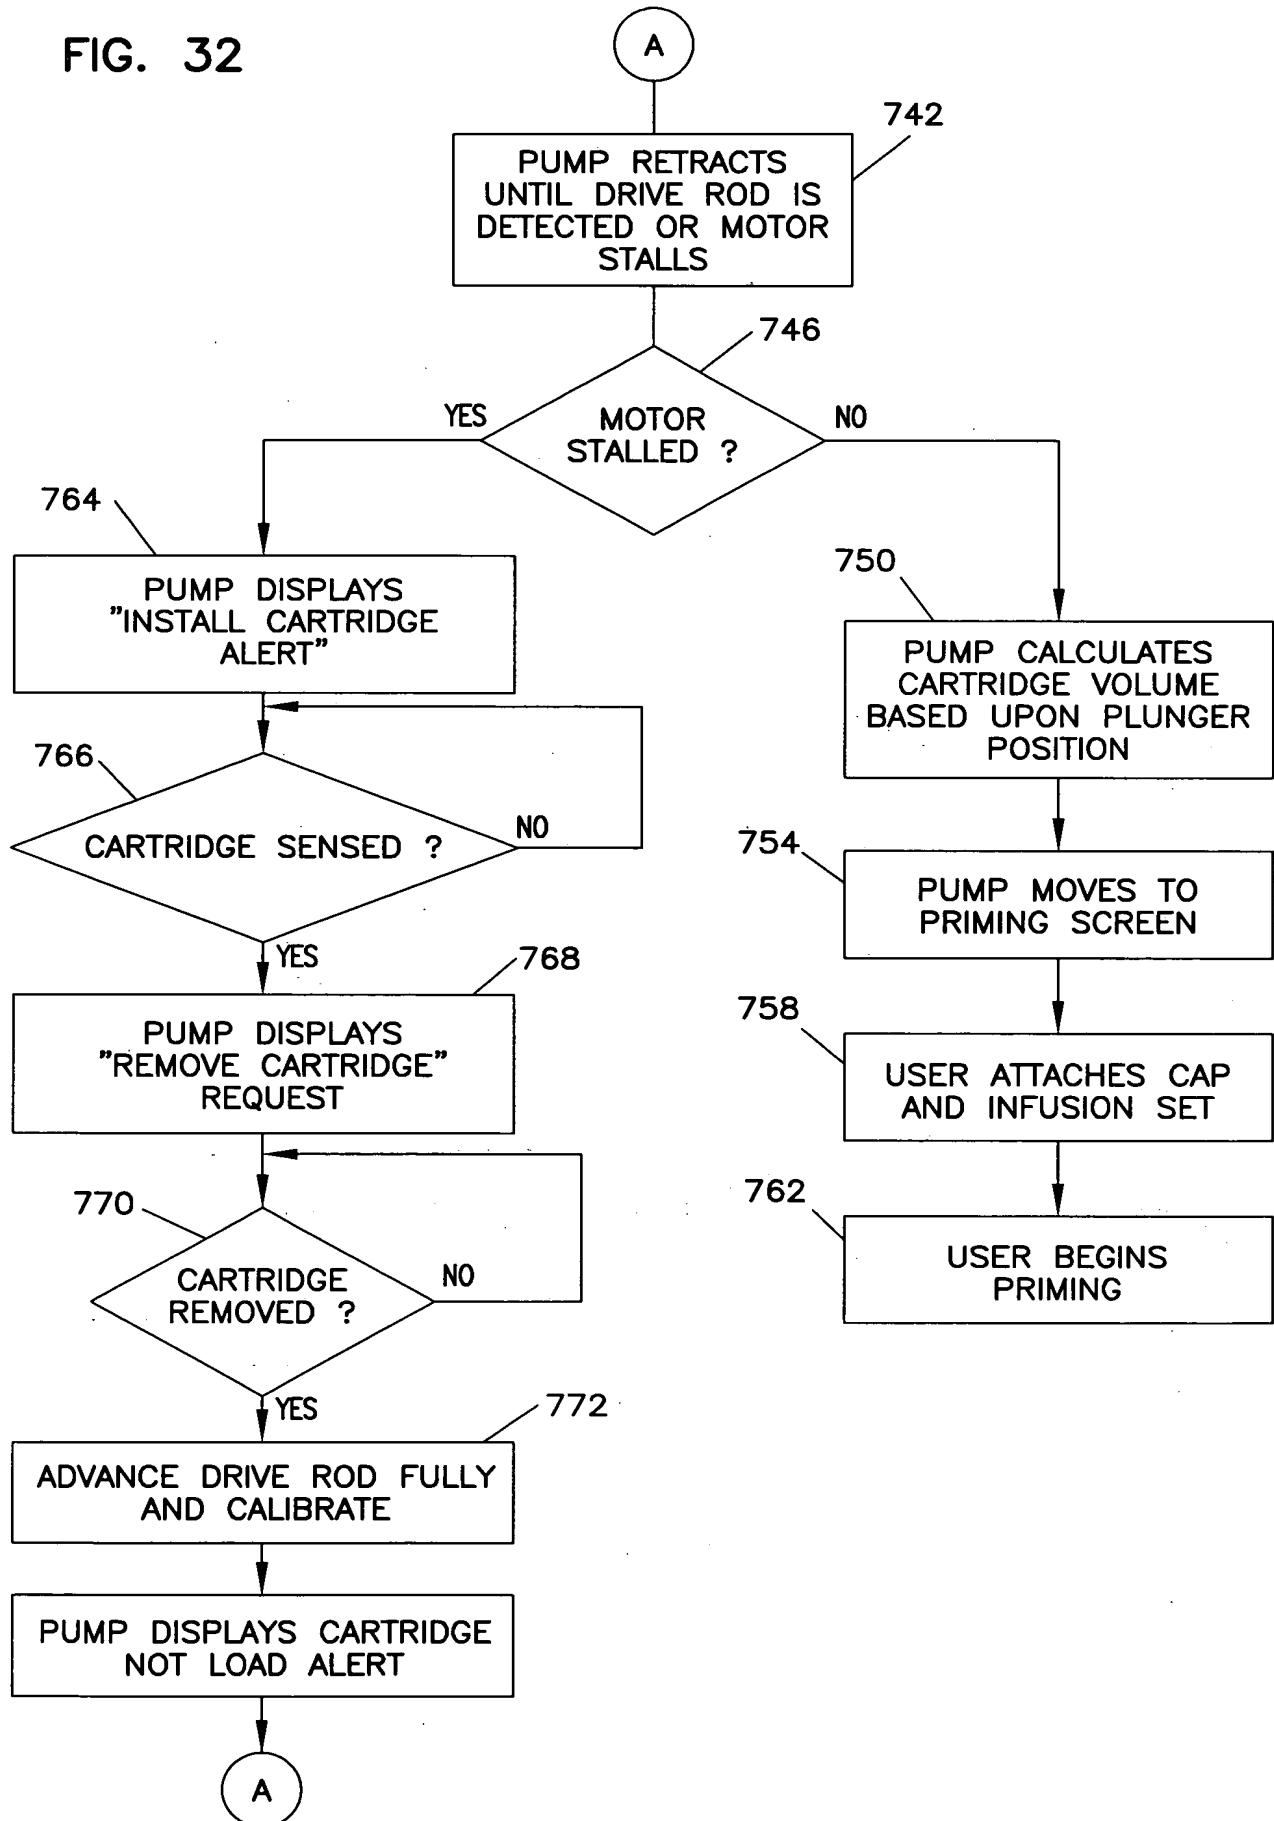 FIG. 32
A
742
PUMP RETRACTS
UNTIL DRIVE ROD IS
DETECTED OR MOTOR
STALLS
746
MOTOR
STALLED ?
YES
NO
764
PUMP DISPLAYS
"INSTALL CARTRIDGE
ALERT"
766
CARTRIDGE SENSED ?
NO
YES
768
PUMP DISPLAYS
"REMOVE CARTRIDGE"
REQUEST
770
CARTRIDGE
REMOVED ?
NO
YES
772
ADVANCE DRIVE ROD FULLY
AND CALIBRATE
PUMP DISPLAYS CARTRIDGE
NOT LOAD ALERT
A
750
PUMP CALCULATES
CARTRIDGE VOLUME
BASED UPON PLUNGER
POSITION
754
PUMP MOVES TO
PRIMING SCREEN
758
USER ATTACHES CAP
AND INFUSION SET
762
USER BEGINS
PRIMING